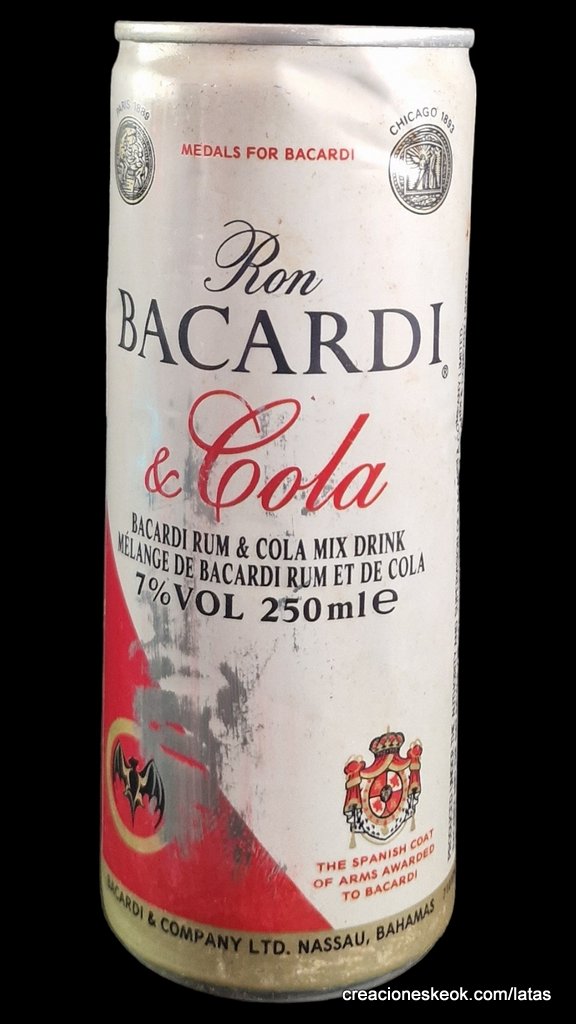 PARIS 1889
MEDALS FOR BACARDI
CHICAGO 1893
Ron
BACARDI®
& Cola
BACARDI RUM & COLA MIX DRINK
MÉLANGE DE BACARDI RUM ET DE COLA
7% VOL 250 ml e
THE SPANISH COAT
OF ARMS AWARDED
TO BACARDI
BACARDI & COMPANY LTD. NASSAU, BAHAMAS
creacioneskeok.com/latas